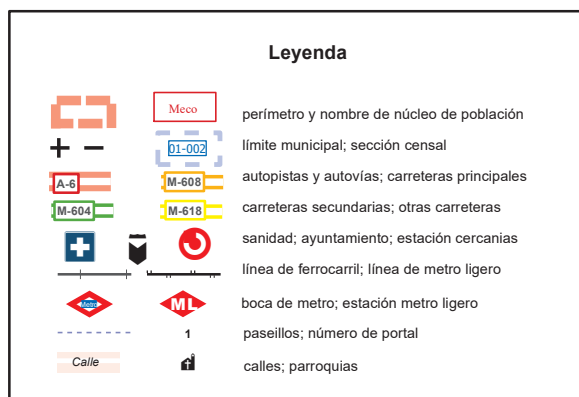 Leyenda
Meco perímetro y nombre de núcleo de población
+ − 01-002 límite municipal; sección censal
A-6 M-608 autopistas y autovías; carreteras principales
M-604 M-618 carreteras secundarias; otras carreteras
sanidad; ayuntamiento; estación cercanias
línea de ferrocarril; línea de metro ligero
Metro ML boca de metro; estación metro ligero
1 paseillos; número de portal
Calle calles; parroquias